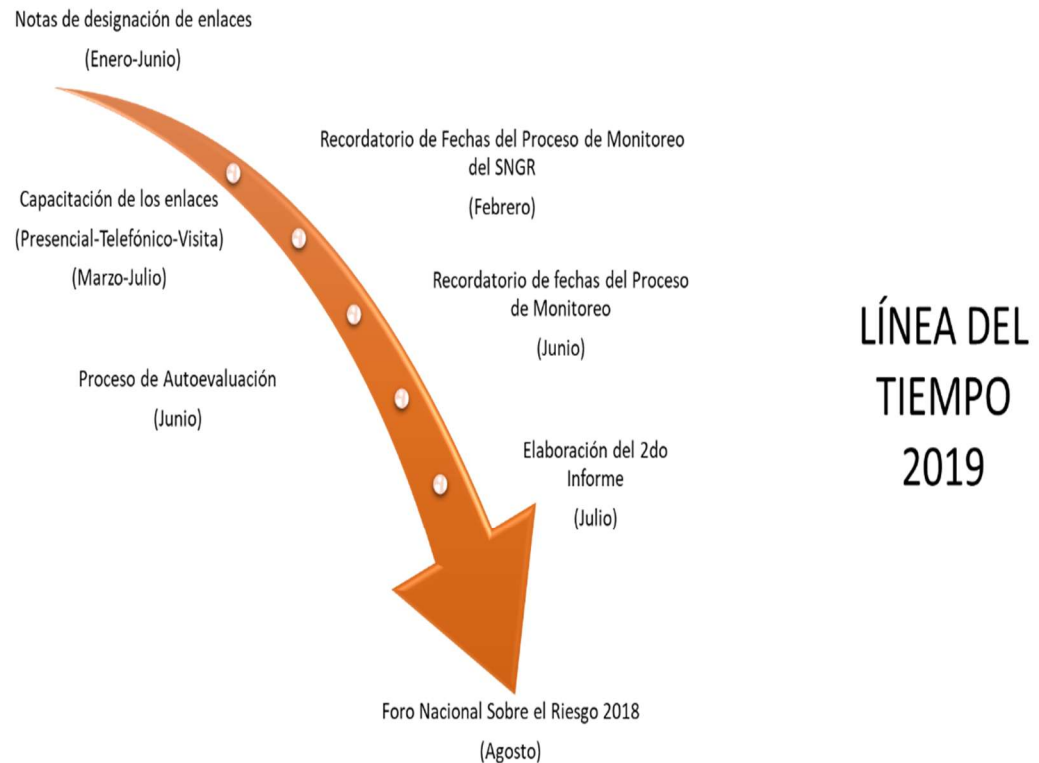 Notas de designación de enlaces
(Enero-Junio)
Recordatorio de Fechas del Proceso de Monitoreo
del SNGR
(Febrero)
Capacitación de los enlaces
(Presencial-Telefónico-Visita)
(Marzo-Julio)
Recordatorio de fechas del Proceso
de Monitoreo
(Junio)
Proceso de Autoevaluación
(Junio)
Elaboración del 2do
Informe
(Julio)
Foro Nacional Sobre el Riesgo 2018
(Agosto)
LÍNEA DEL
TIEMPO
2019